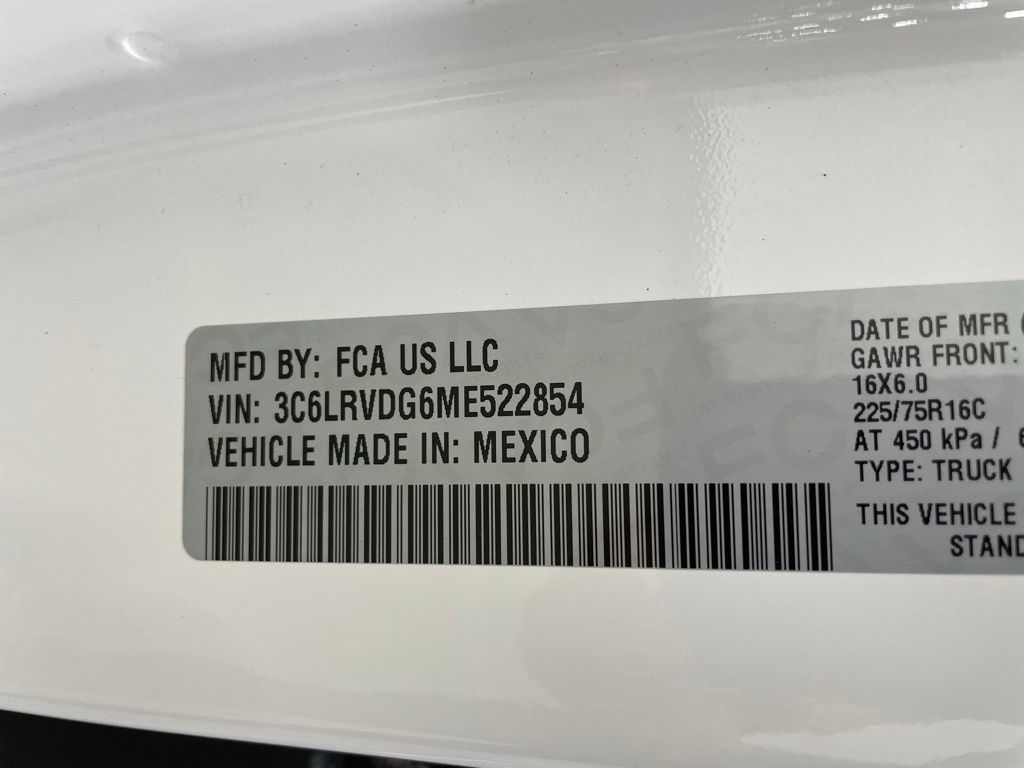 MFD BY: FCA US LLC
VIN: 3C6LRVDG6ME522854
VEHICLE MADE IN: MEXICO
DATE OF MFR
GAWR FRONT:
16X6.0
225/75R16C
AT 450 kPa /
TYPE: TRUCK
THIS VEHICLE
STAND